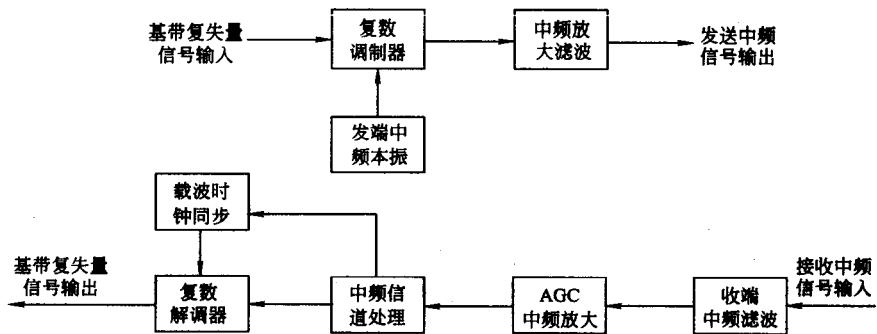 基带复失量
信号输入
复数
调制器
中频放
大滤波
发送中频
信号输出
发端中
频本振
载波时
钟同步
基带复失量
信号输出
复数
解调器
中频信
道处理
AGC
中频放大
收端
中频滤波
接收中频
信号输入